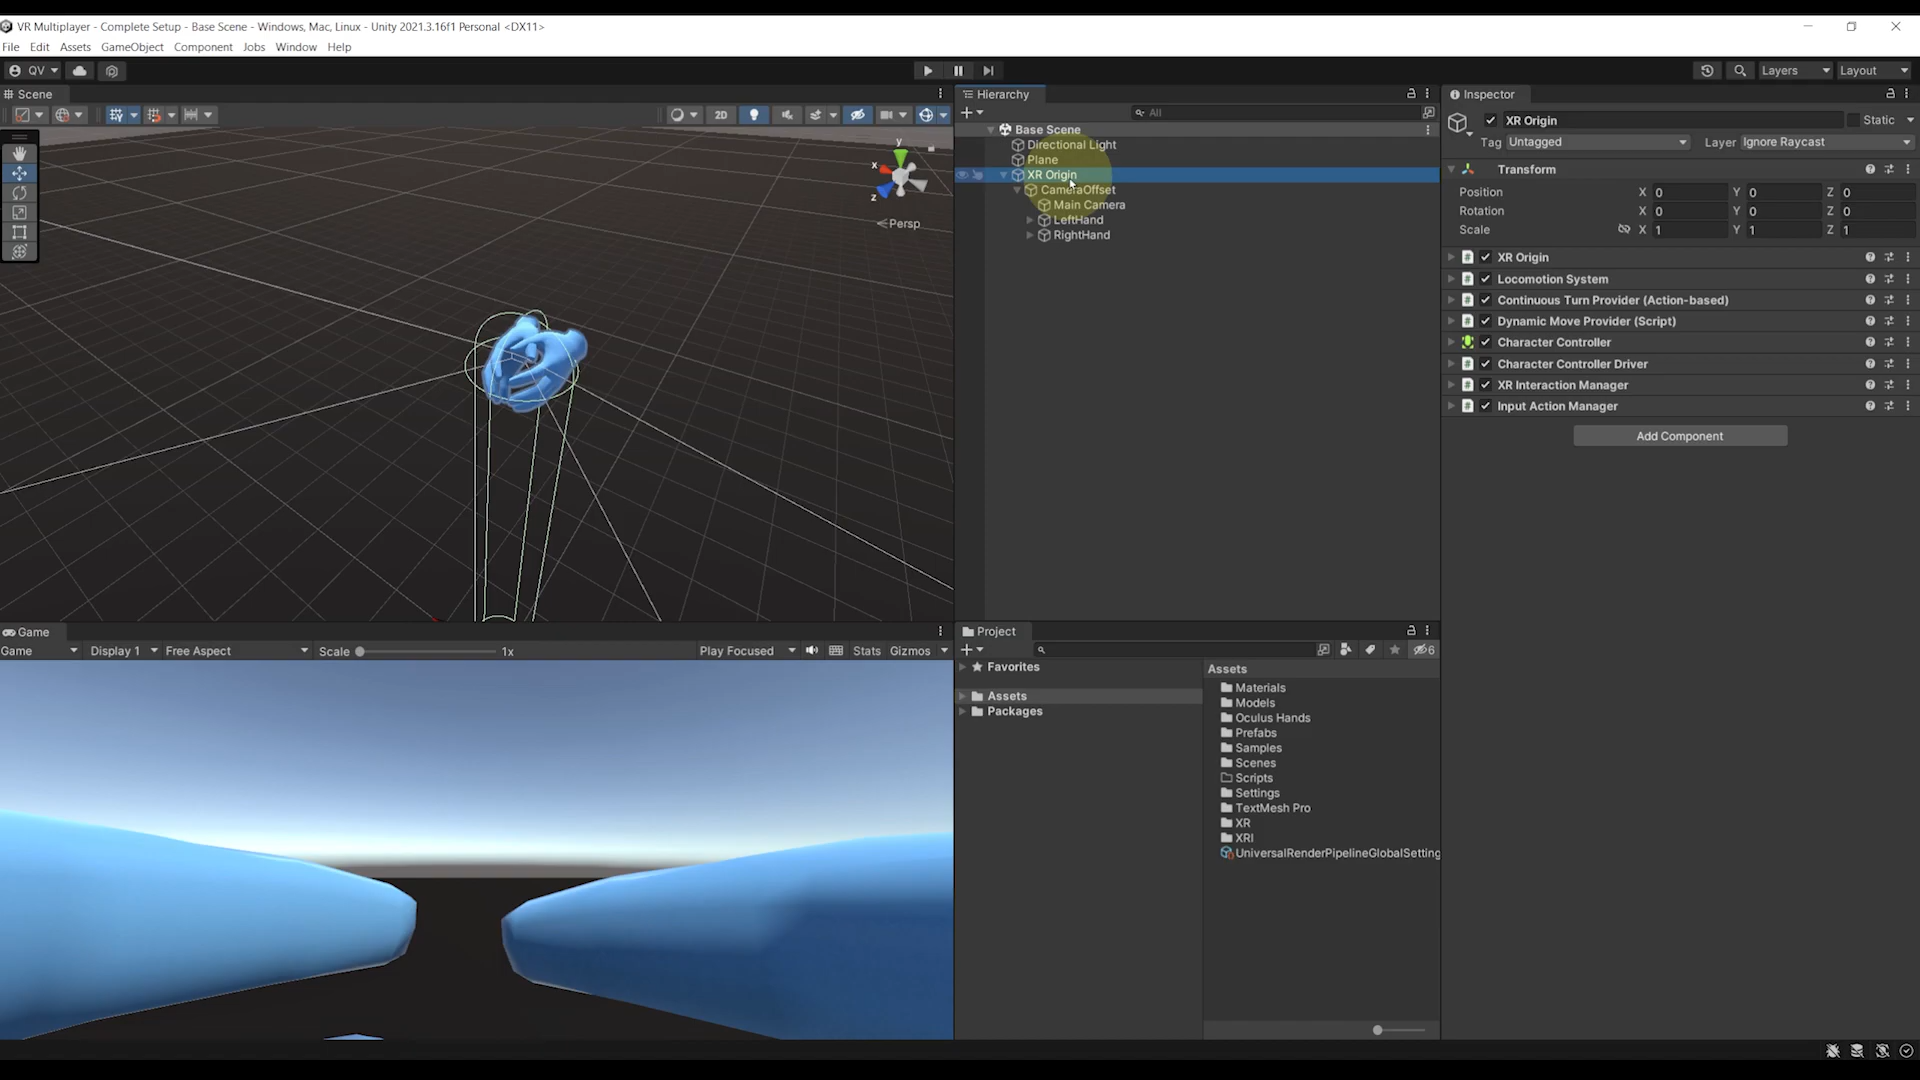 VR Multiplayer - Complete Setup - Base Scene - Windows, Mac, Linux - Unity 2021.3.16f1 Personal <DX11>
File Edit Assets GameObject Component Jobs Window Help
QV Layers Layout
Scene
2D
y
x
z
Persp
Hierarchy
All
Base Scene
Directional Light
Plane
XR Origin
CameraOffset
Main Camera
LeftHand
RightHand
Inspector
XR Origin Static
Tag Untagged Layer Ignore Raycast
Transform
Position X 0 Y 0 Z 0
Rotation X 0 Y 0 Z 0
Scale X 1 Y 1 Z 1
XR Origin
Locomotion System
Continuous Turn Provider (Action-based)
Dynamic Move Provider (Script)
Character Controller
Character Controller Driver
XR Interaction Manager
Input Action Manager
Add Component
Game
Game Display 1 Free Aspect Scale 1x Play Focused Stats Gizmos
Project
6
Favorites
Assets
Packages
Assets
Materials
Models
Oculus Hands
Prefabs
Samples
Scenes
Scripts
Settings
TextMesh Pro
XR
XRI
UniversalRenderPipelineGlobalSetting